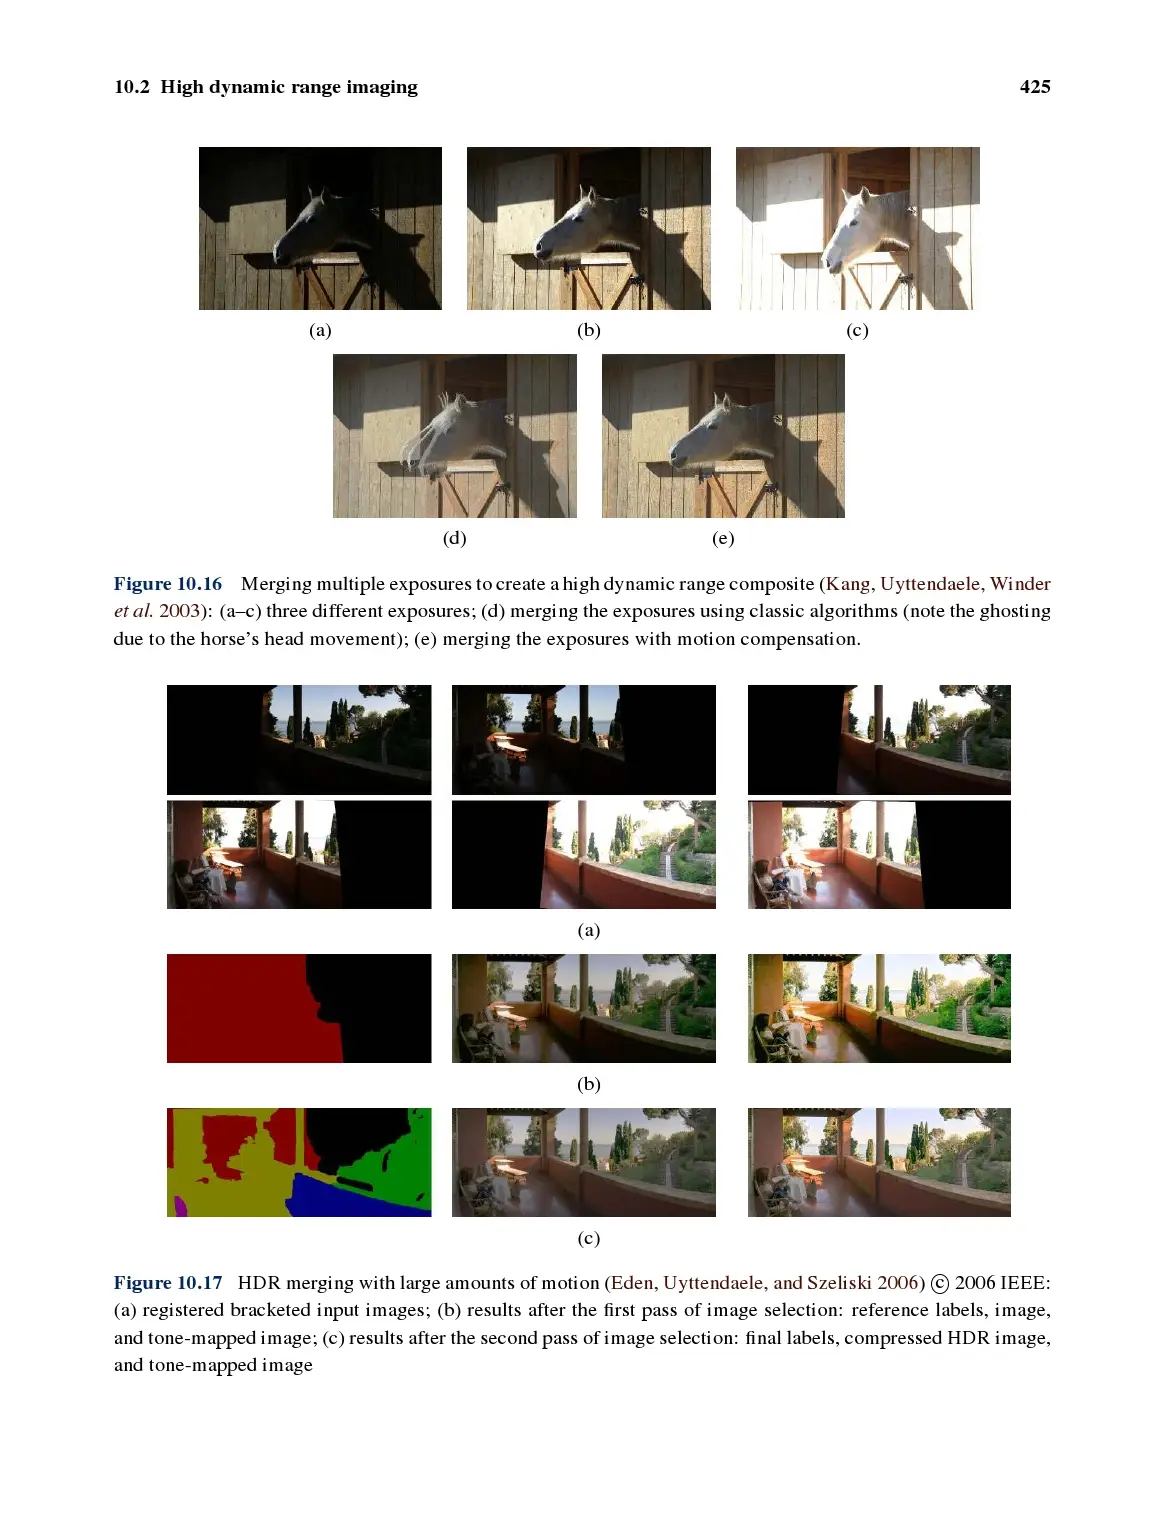 10.2 High dynamic range imaging 425
(a) (b) (c)
(d) (e)
Figure 10.16 Merging multiple exposures to create a high dynamic range composite (Kang, Uyttendaele, Winder
et al. 2003): (a–c) three different exposures; (d) merging the exposures using classic algorithms (note the ghosting
due to the horse’s head movement); (e) merging the exposures with motion compensation.
(a)
(b)
(c)
Figure 10.17 HDR merging with large amounts of motion (Eden, Uyttendaele, and Szeliski 2006) © 2006 IEEE:
(a) registered bracketed input images; (b) results after the first pass of image selection: reference labels, image,
and tone-mapped image; (c) results after the second pass of image selection: final labels, compressed HDR image,
and tone-mapped image